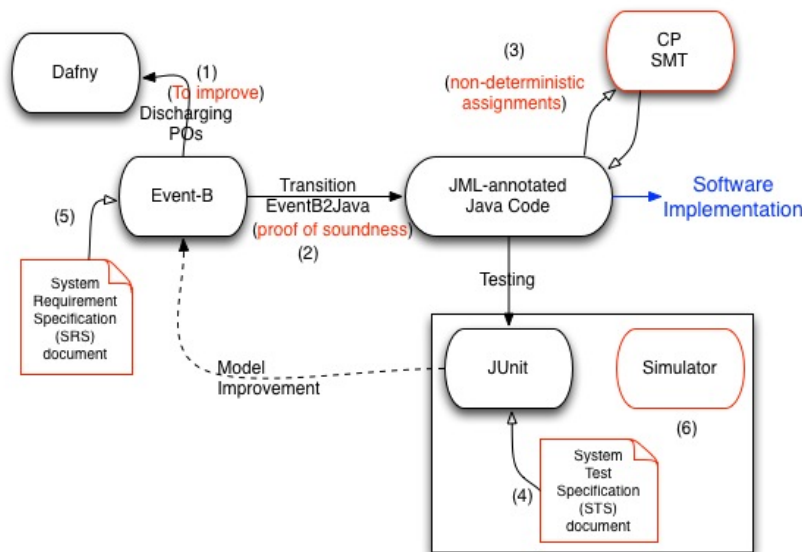 CP
SMT
(3)
(non-deterministic
assignments)
Dafny
(1)
(To improve)
Discharging
POs
Event-B
Transition
EventB2Java
(proof of soundness)
(2)
JML-annotated
Java Code
Software
Implementation
(5)
System
Requirement
Specification
(SRS)
document
Testing
Model
Improvement
JUnit
Simulator
(6)
(4)
System
Test
Specification
(STS)
document